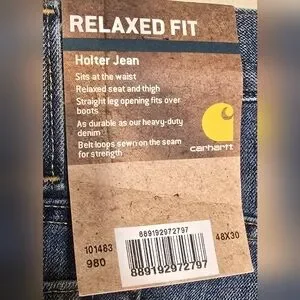 RELAXED FIT
Holter Jean
Sits at the waist
Relaxed seat and thigh
Straight leg opening fits over
boots
As durable as our heavy-duty
denim
Belt loops sewn on the seam
for strength
carhartt
889192972797
101483
980
48X30
889192972797